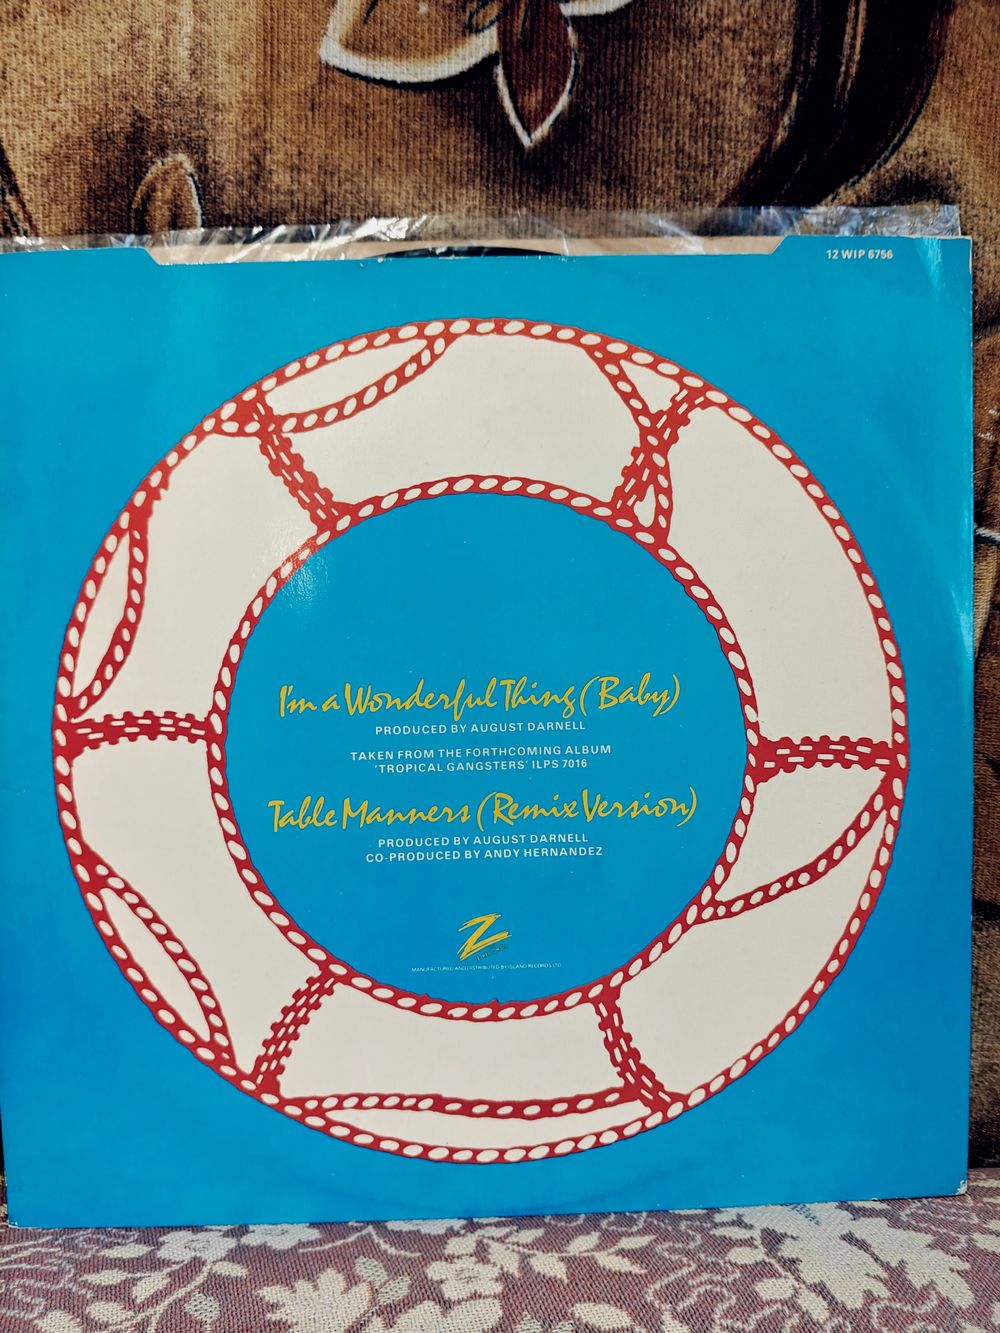 12 WIP 6756
I'm a Wonderful Thing (Baby)
PRODUCED BY AUGUST DARNELL
TAKEN FROM THE FORTHCOMING ALBUM
'TROPICAL GANGSTERS' ILPS 7016
Table Manners (Remix Version)
PRODUCED BY AUGUST DARNELL
CO-PRODUCED BY ANDY HERNANDEZ
Z
MANUFACTURED AND DISTRIBUTED BY ISLAND RECORDS LTD